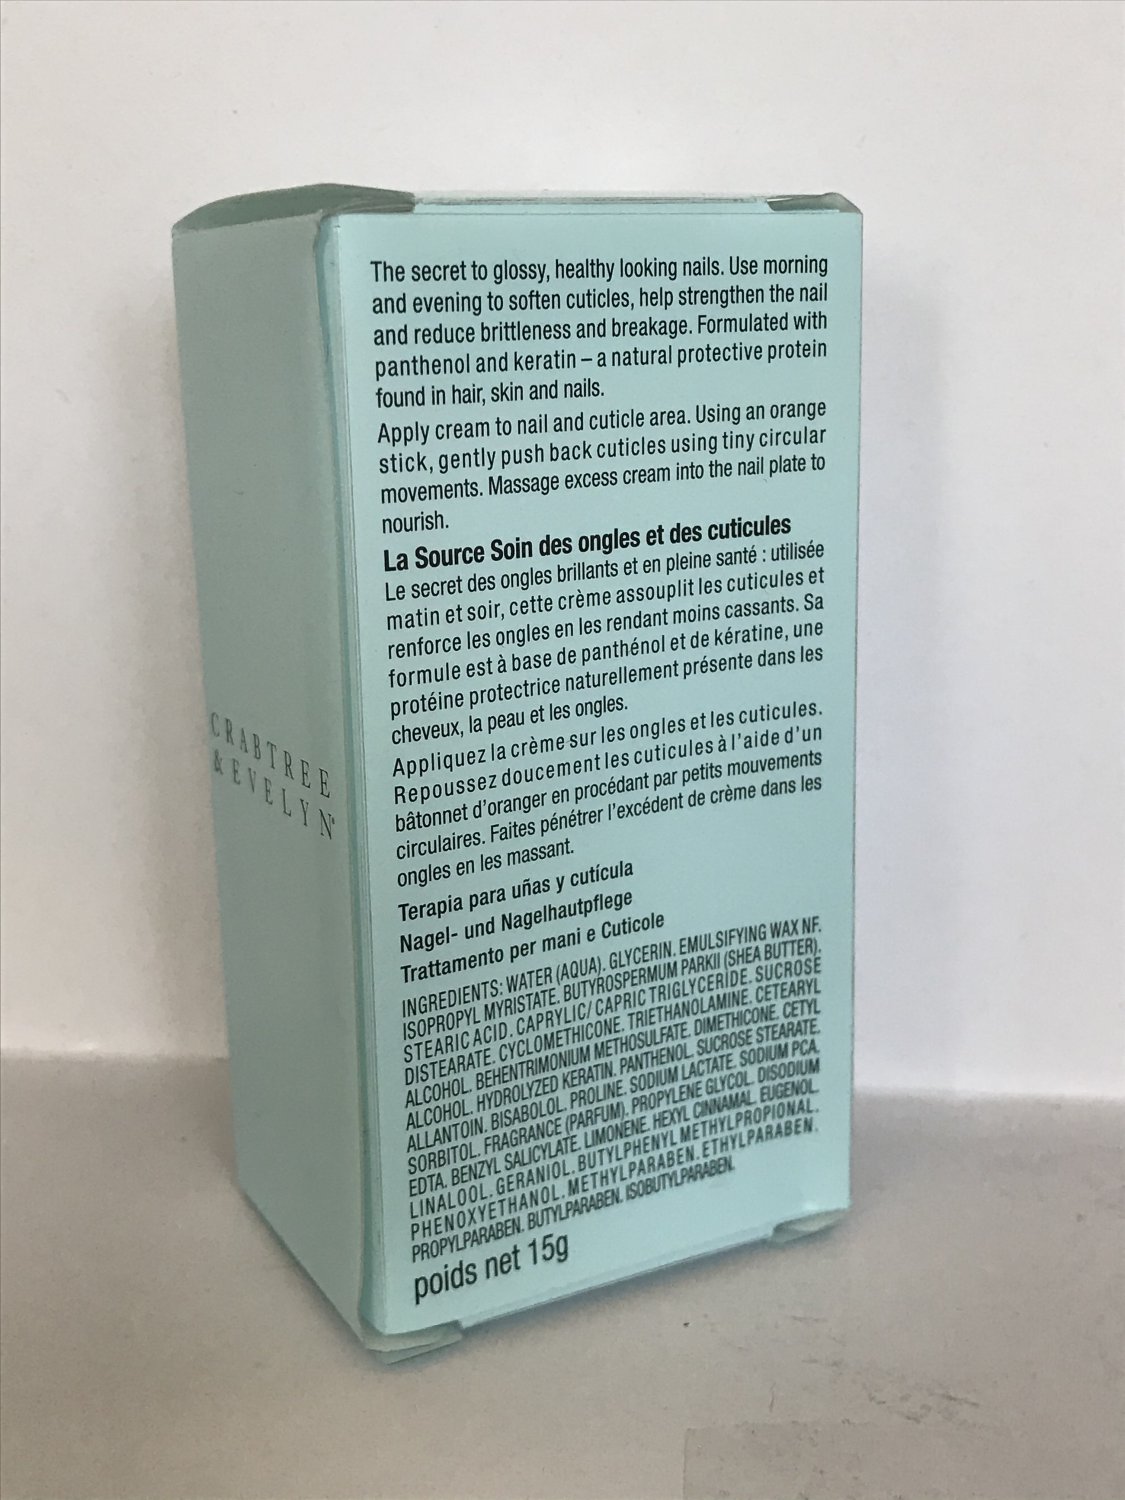 CRABTREE
& EVELYN®
The secret to glossy, healthy looking nails. Use morning
and evening to soften cuticles, help strengthen the nail
and reduce brittleness and breakage. Formulated with
panthenol and keratin – a natural protective protein
found in hair, skin and nails.
Apply cream to nail and cuticle area. Using an orange
stick, gently push back cuticles using tiny circular
movements. Massage excess cream into the nail plate to
nourish.
La Source Soin des ongles et des cuticules
Le secret des ongles brillants et en pleine santé : utilisée
matin et soir, cette crème assouplit les cuticules et
renforce les ongles en les rendant moins cassants. Sa
formule est à base de panthénol et de kératine, une
protéine protectrice naturellement présente dans les
cheveux, la peau et les ongles.
Appliquez la crème sur les ongles et les cuticules.
Repoussez doucement les cuticules à l'aide d'un
bâtonnet d'oranger en procédant par petits mouvements
circulaires. Faites pénétrer l'excédent de crème dans les
ongles en les massant.
Terapia para uñas y cutícula
Nagel- und Nagelhautpflege
Trattamento per mani e Cuticole
INGREDIENTS: WATER (AQUA). GLYCERIN. EMULSIFYING WAX NF.
ISOPROPYL MYRISTATE. BUTYROSPERMUM PARKII (SHEA BUTTER).
STEARIC ACID. CAPRYLIC/ CAPRIC TRIGLYCERIDE. SUCROSE
DISTEARATE. CYCLOMETHICONE. TRIETHANOLAMINE. CETEARYL
ALCOHOL. BEHENTRIMONIUM METHOSULFATE. DIMETHICONE. CETYL
ALCOHOL. HYDROLYZED KERATIN. PANTHENOL. SUCROSE STEARATE.
ALLANTOIN. BISABOLOL. PROLINE. SODIUM LACTATE. SODIUM PCA.
SORBITOL. FRAGRANCE (PARFUM). PROPYLENE GLYCOL. DISODIUM
EDTA. BENZYL SALICYLATE. LIMONENE. HEXYL CINNAMAL. EUGENOL.
LINALOOL. GERANIOL. BUTYLPHENYL METHYLPROPIONAL.
PHENOXYETHANOL. METHYLPARABEN. ETHYLPARABEN.
PROPYLPARABEN. BUTYLPARABEN. ISOBUTYLPARABEN.
poids net 15g